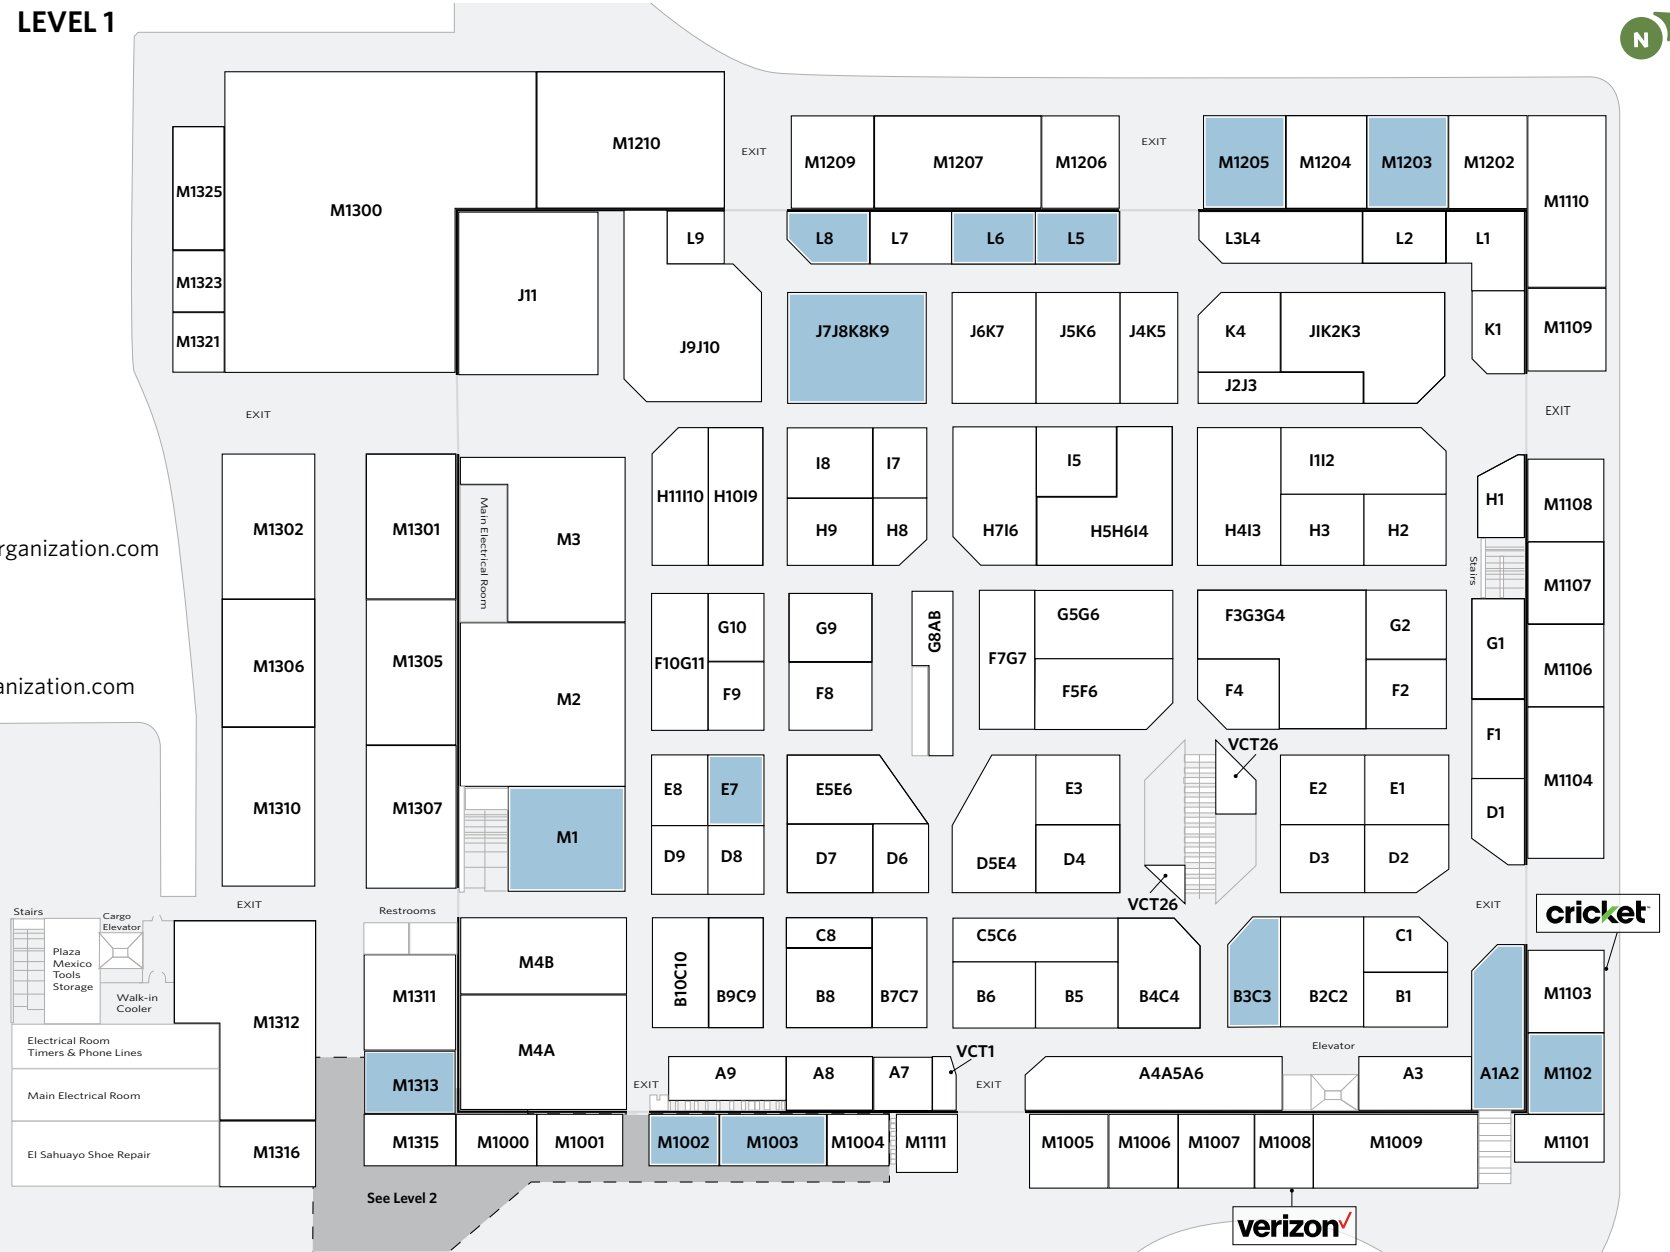 LEVEL 1
N
M1210
EXIT
M1209
M1207
M1206
EXIT
M1205
M1204
M1203
M1202
M1325
M1300
M1110
L9
L8
L7
L6
L5
L3L4
L2
L1
M1323
J11
M1321
J9J10
J7J8K8K9
J6K7
J5K6
J4K5
K4
J1K2K3
K1
M1109
J2J3
EXIT
EXIT
H11I10
H10I9
I8
I7
I5
I1I2
H9
H8
H7I6
H5H6I4
H4I3
H3
H2
H1
M1108
M1302
M1301
Main Electrical Room
M3
rganization.com
Stairs
M1107
G10
G9
G8AB
G5G6
F3G3G4
G2
G1
M1306
M1305
F10G11
F7G7
M1106
anization.com
M2
F9
F8
F5F6
F4
F2
F1
VCT26
M1310
M1307
M1
E8
E7
E5E6
E3
E2
E1
M1104
D1
D9
D8
D7
D6
D5E4
D4
D3
D2
VCT26
EXIT
EXIT
Stairs
Cargo
Elevator
Restrooms
cricket
Plaza
Mexico
Tools
Storage
M4B
C8
C5C6
C1
Walk-in
Cooler
M1311
B10C10
B9C9
B8
B7C7
B6
B5
B4C4
B3C3
B2C2
B1
M1103
M1312
Electrical Room
Timers & Phone Lines
M4A
VCT1
Elevator
Main Electrical Room
M1313
EXIT
A9
A8
A7
EXIT
A4A5A6
A3
A1A2
M1102
El Sahuayo Shoe Repair
M1316
M1315
M1000
M1001
M1002
M1003
M1004
M1111
M1005
M1006
M1007
M1008
M1009
M1101
See Level 2
verizon